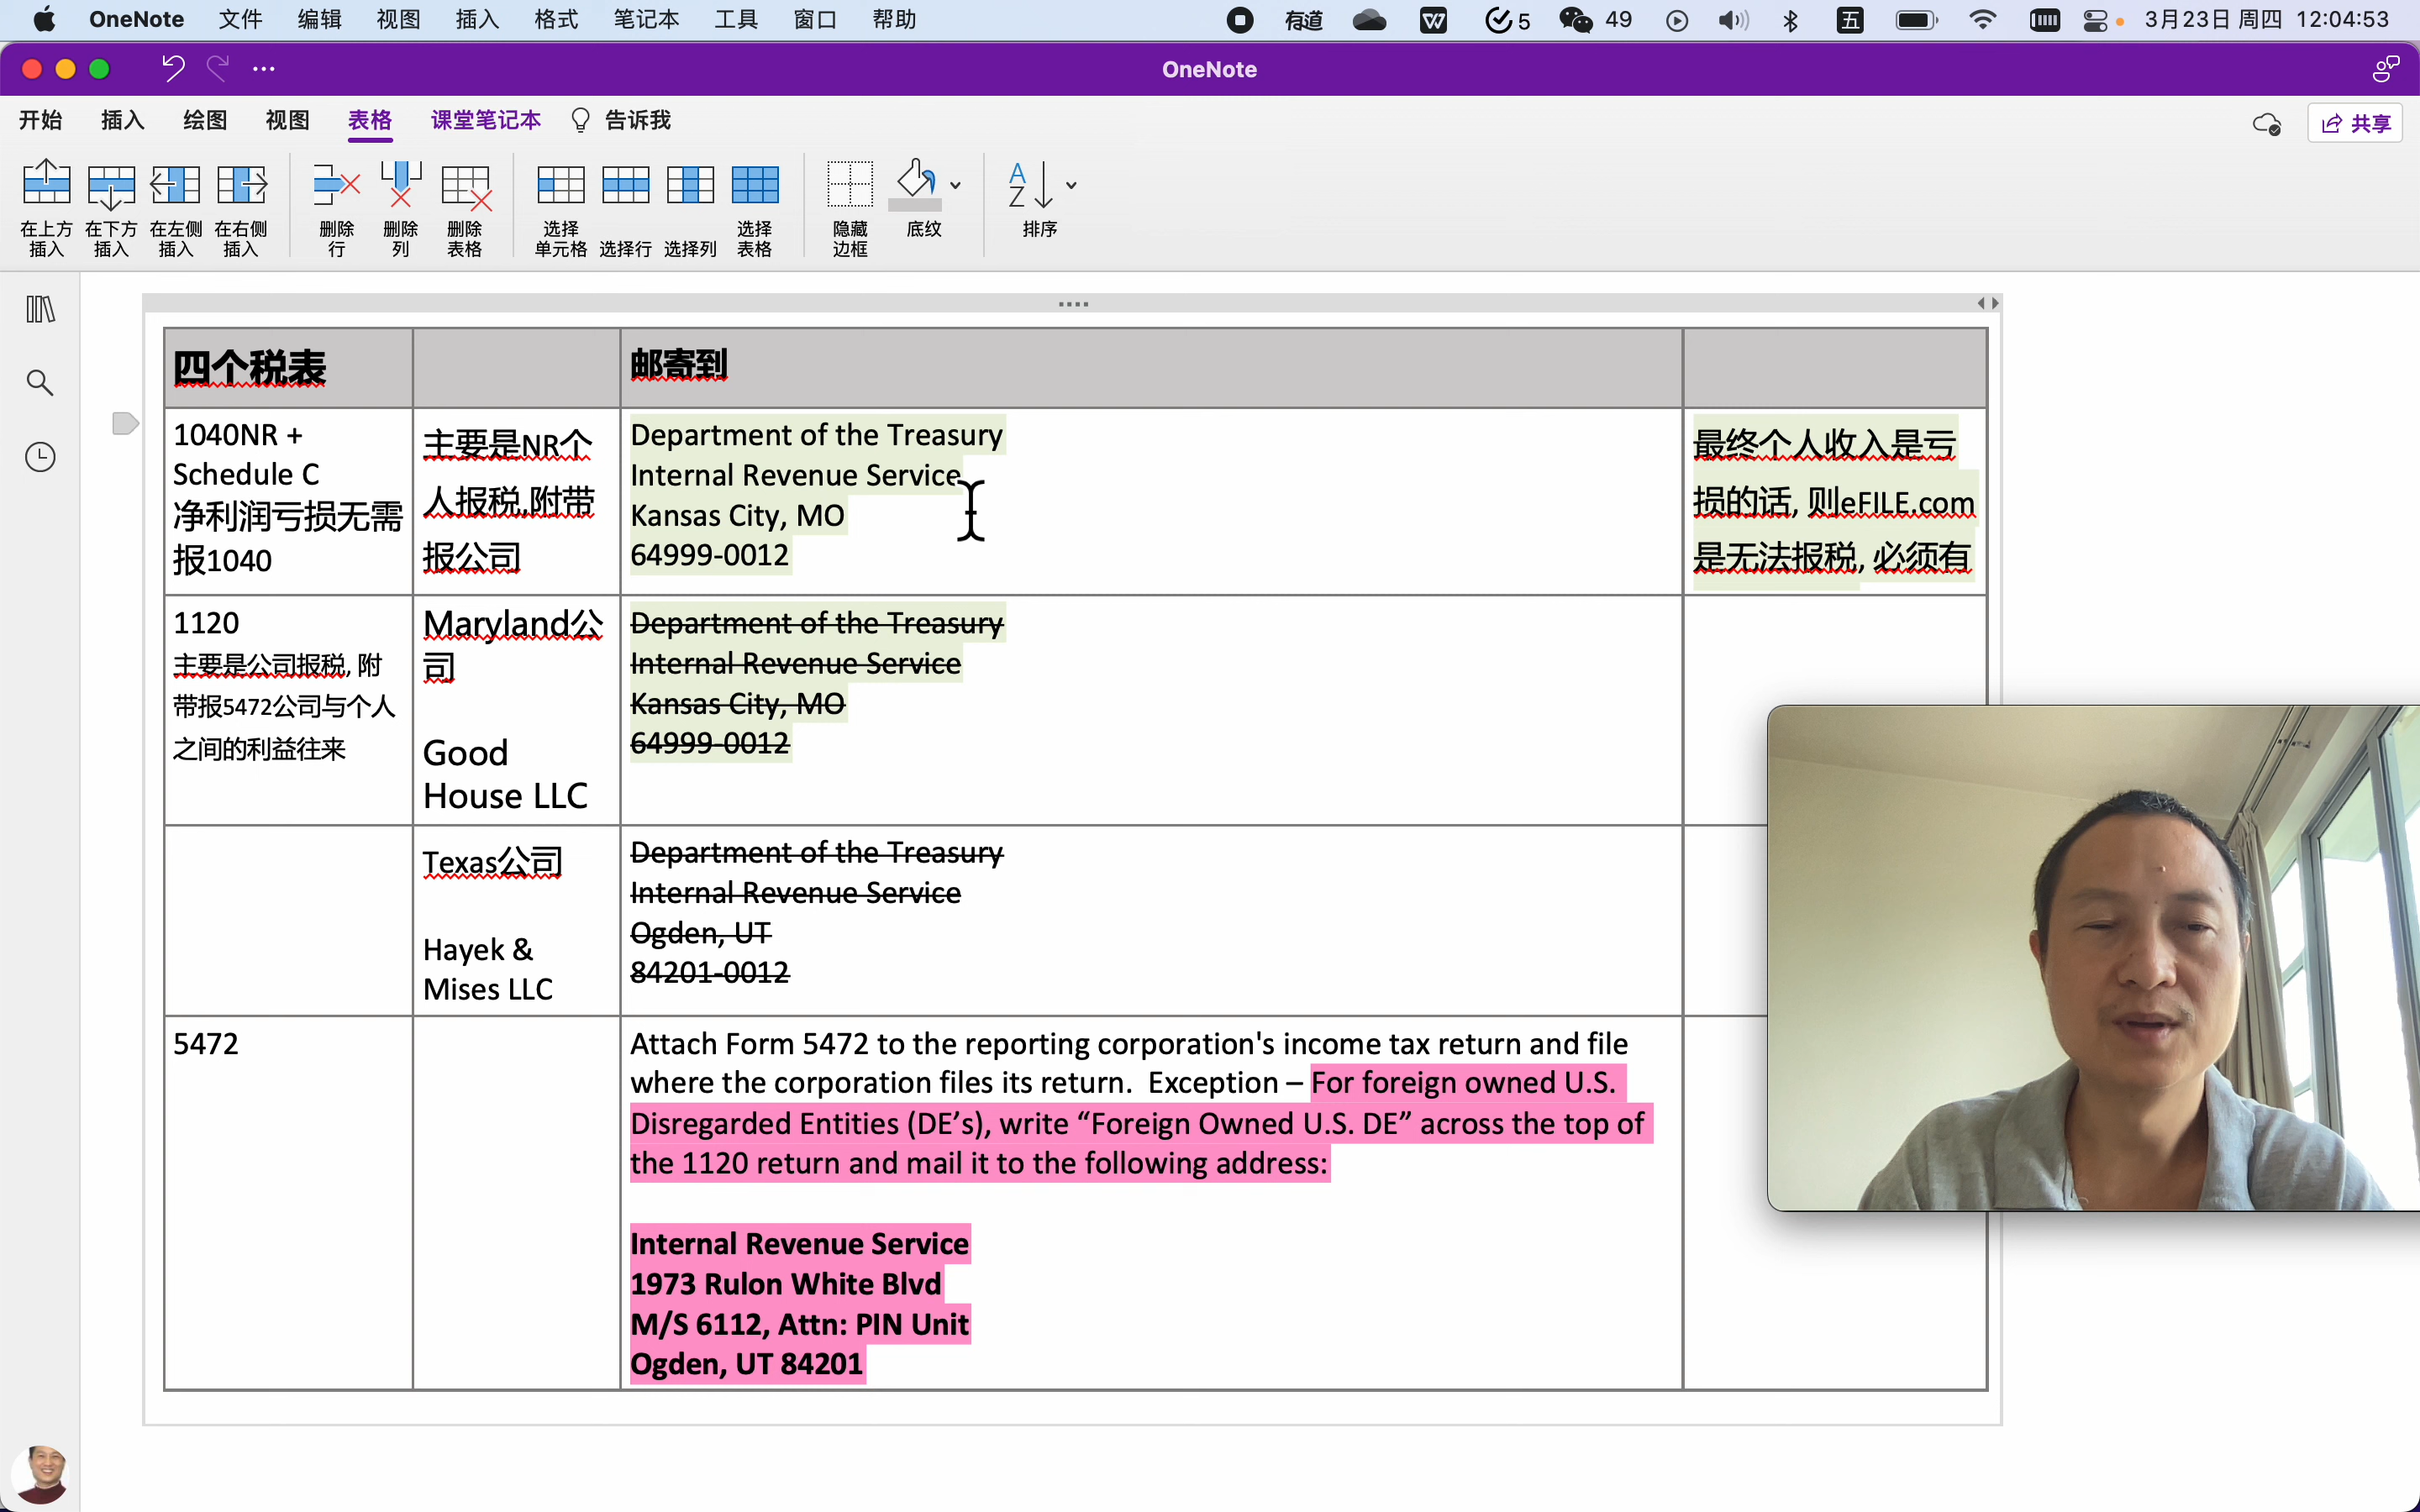 OneNote 文件 编辑 视图 插入 格式 笔记本 工具 窗口 帮助 有道 5 49 五 3月23日 周四 12:04:53
OneNote
开始 插入 绘图 视图 表格 课堂笔记本 告诉我 共享
在上方 在下方 在左侧 在右侧 删除 删除 删除 选择 选择行 选择列 选择 隐藏 底纹 排序
插入 插入 插入 插入 行 列 表格 单元格 表格 边框
A
Z
四个税表
邮寄到
1040NR +
Schedule C
净利润亏损无需
报1040
主要是NR个
人报税,附带
报公司
Department of the Treasury
Internal Revenue Service
Kansas City, MO
64999-0012
最终个人收入是亏
损的话, 则eFILE.com
是无法报税, 必须有
1120
主要是公司报税, 附
带报5472公司与个人
之间的利益往来
Maryland公
司
Good
House LLC
Department of the Treasury
Internal Revenue Service
Kansas City, MO
64999-0012
Texas公司
Hayek &
Mises LLC
Department of the Treasury
Internal Revenue Service
Ogden, UT
84201-0012
5472
Attach Form 5472 to the reporting corporation's income tax return and file
where the corporation files its return.  Exception – For foreign owned U.S.
Disregarded Entities (DE’s), write “Foreign Owned U.S. DE” across the top of
the 1120 return and mail it to the following address:
Internal Revenue Service
1973 Rulon White Blvd
M/S 6112, Attn: PIN Unit
Ogden, UT 84201